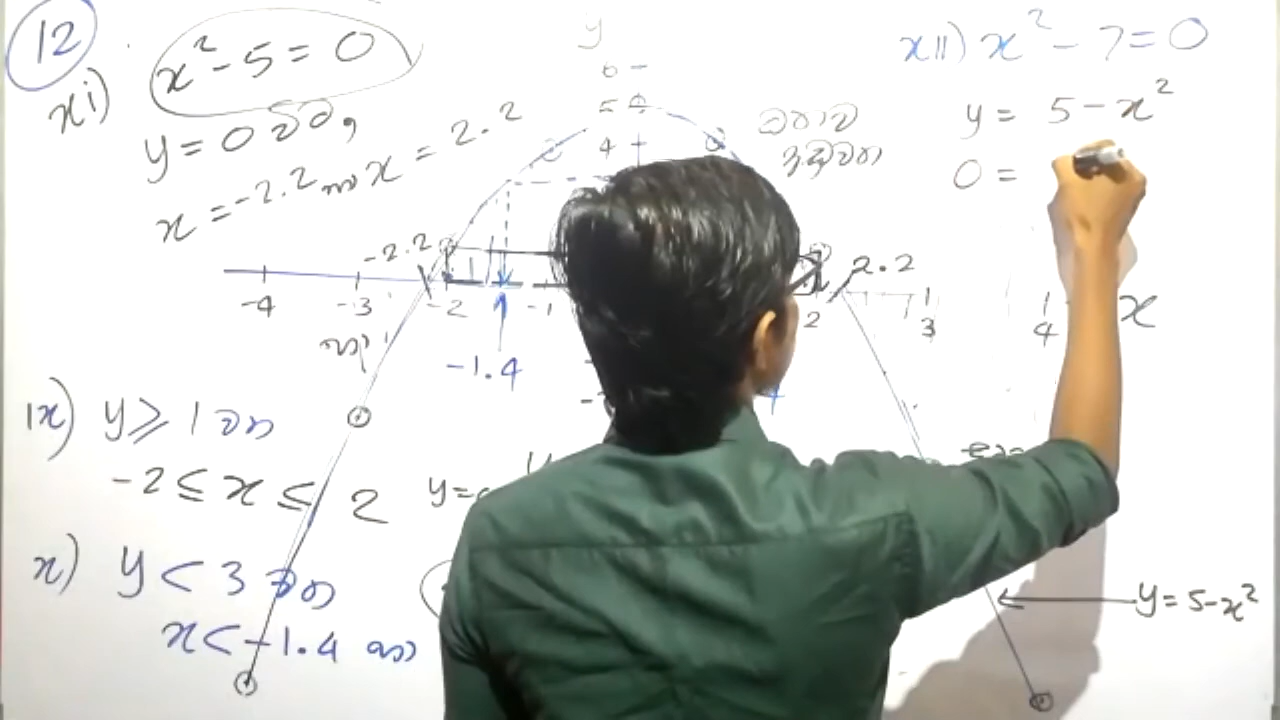 12
xi) x² - 5 = 0
y = 0 විට,
x = -2.2 හා x = 2.2
y
6
5
4
-2.2
2.2
-4 -3 -2 -1 2 3 4 x
-1.4
ix) y ≥ 1 වන
-2 ≤ x ≤ 2
y =
x) y < 3 වන
x < -1.4 හා
xii) x² - 7 = 0
y = 5 - x²
0 =
y = 5-x²